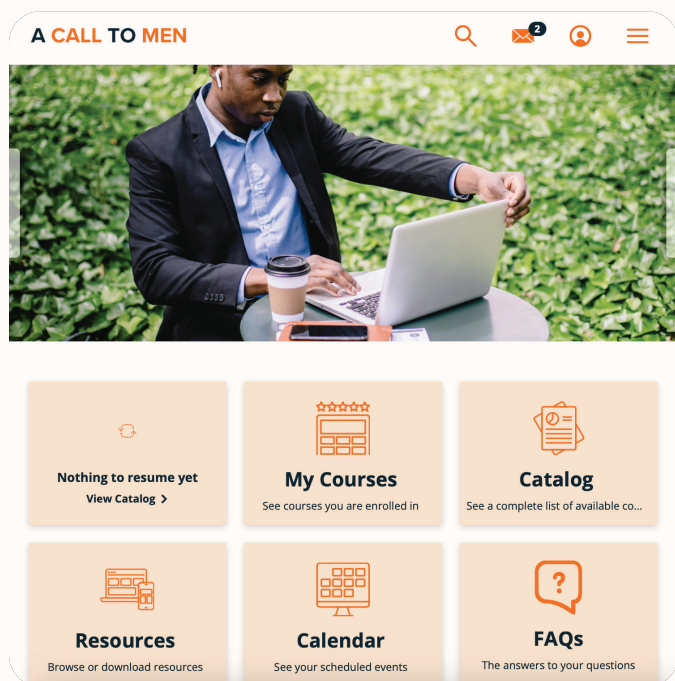 A CALL TO MEN
2
Nothing to resume yet
View Catalog
My Courses
See courses you are enrolled in
Catalog
See a complete list of available co...
Resources
Browse or download resources
Calendar
See your scheduled events
?
FAQs
The answers to your questions